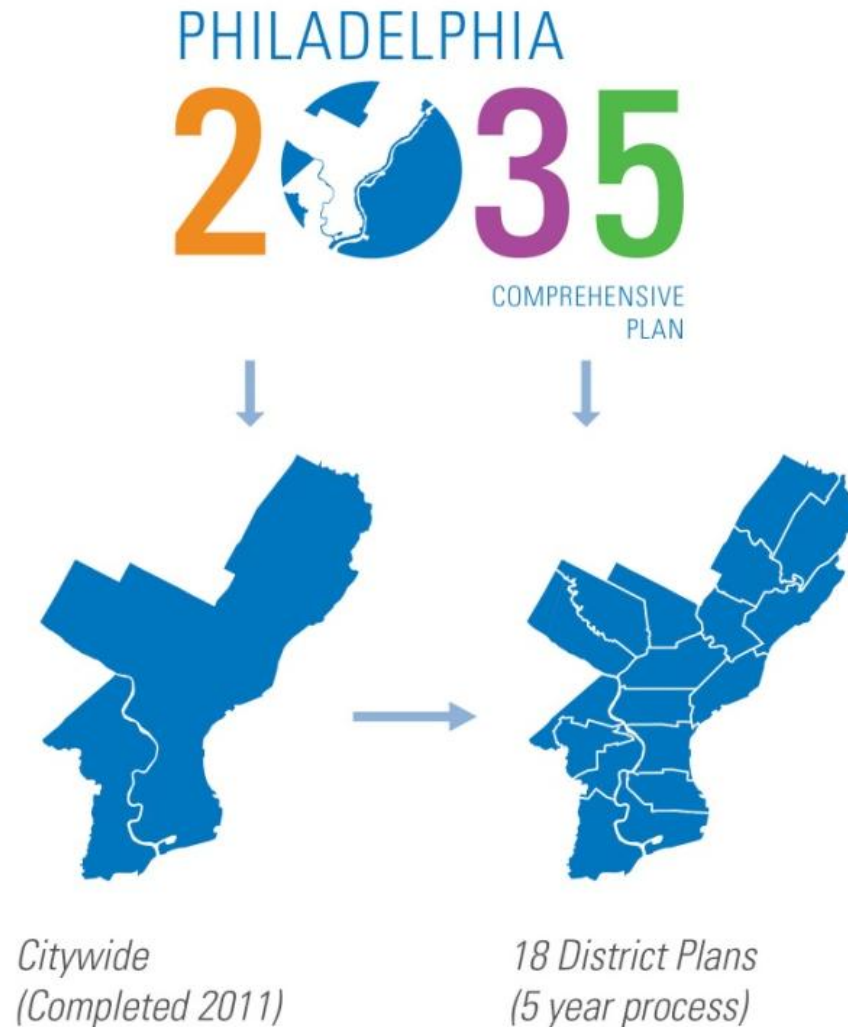 PHILADELPHIA
2035
COMPREHENSIVE
PLAN
Citywide
(Completed 2011)
18 District Plans
(5 year process)